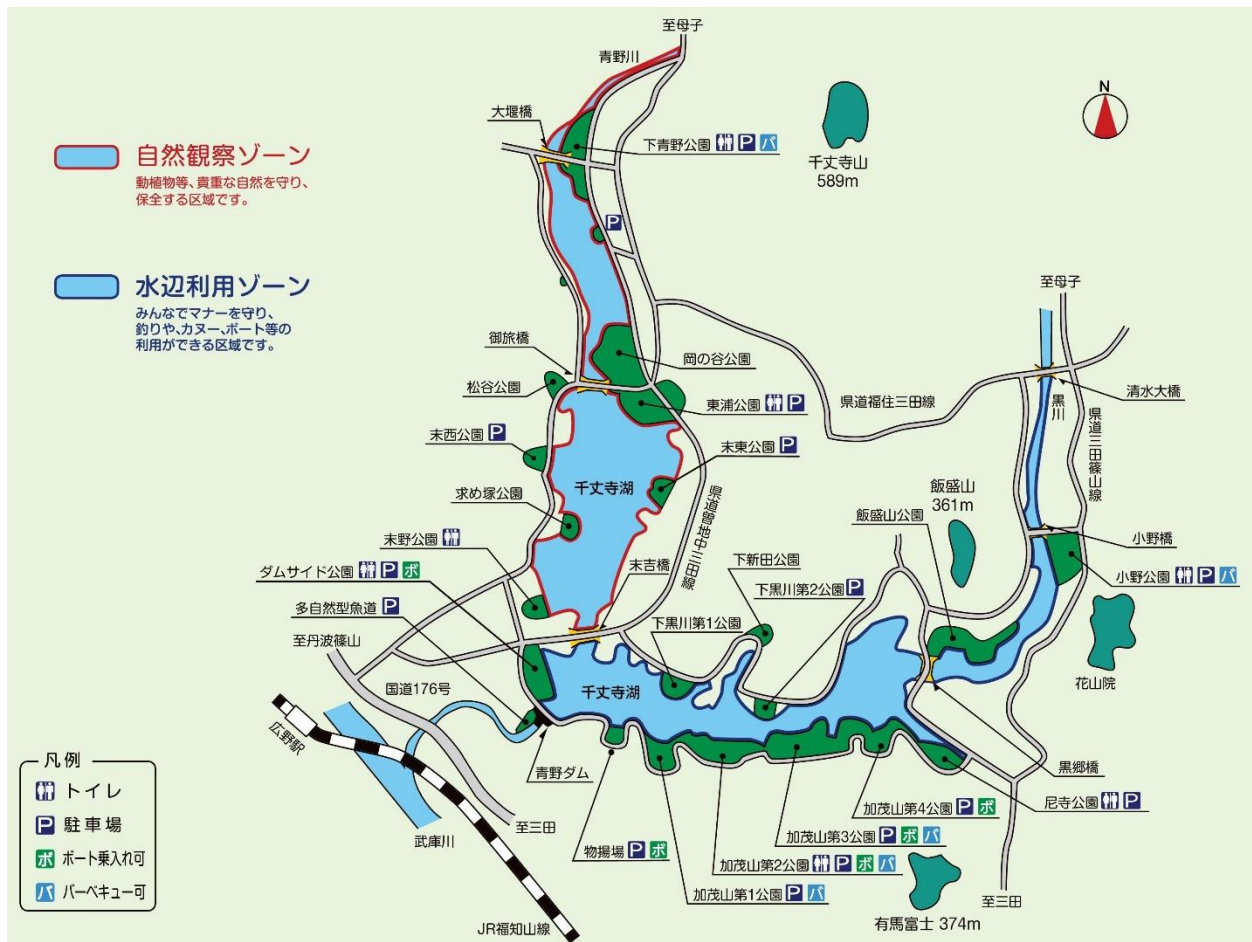 至母子
青野川
N
大堰橋
下青野公園 P バ
千丈寺山
589m
自然観察ゾーン
動植物等、貴重な自然を守り、
保全する区域です。
P
水辺利用ゾーン
みんなでマナーを守り、
釣りや、カヌー、ボート等の
利用ができる区域です。
至母子
御旅橋
岡の谷公園
松谷公園
東浦公園 P
県道福住三田線
清水大橋
黒川
県道三田篠山線
末西公園 P
末東公園 P
千丈寺湖
県道曽地中三田線
飯盛山
361m
求め塚公園
飯盛山公園
末野公園
末吉橋
下新田公園
小野橋
ダムサイド公園 P ボ
下黒川第2公園 P
小野公園 P バ
多自然型魚道 P
下黒川第1公園
至丹波篠山
国道176号
千丈寺湖
花山院
広野駅
青野ダム
黒郷橋
凡例
トイレ
P 駐車場
ボ ボート乗入れ可
バ バーベキュー可
武庫川
至三田
物揚場 P ボ
加茂山第4公園 P ボ
尼寺公園 P
加茂山第3公園 P ボ バ
加茂山第2公園 P ボ バ
加茂山第1公園 P バ
至三田
有馬富士 374m
JR福知山線